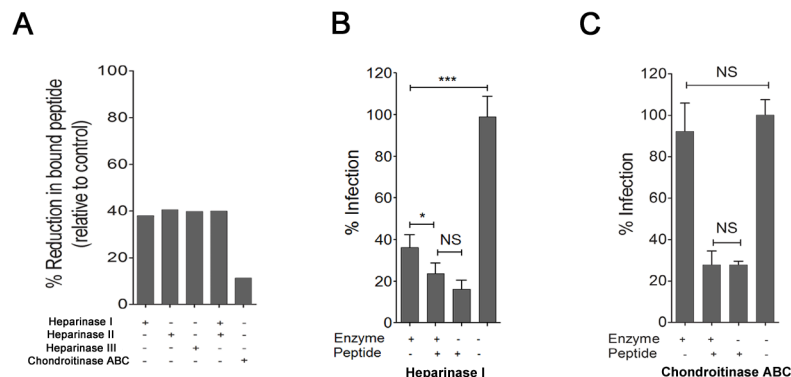 A
% Reduction in bound peptide
(relative to control)
100
80
60
40
20
0
Heparinase I + - - + -
Heparinase II - + - + -
Heparinase III - - + - -
Chondroitinase ABC - - - - +
B
% Infection
120
100
80
60
40
20
0
***
*
NS
Enzyme + + - -
Peptide - + + -
Heparinase I
C
% Infection
120
100
80
60
40
20
0
NS
NS
Enzyme + + - -
Peptide - + + -
Chondroitinase ABC